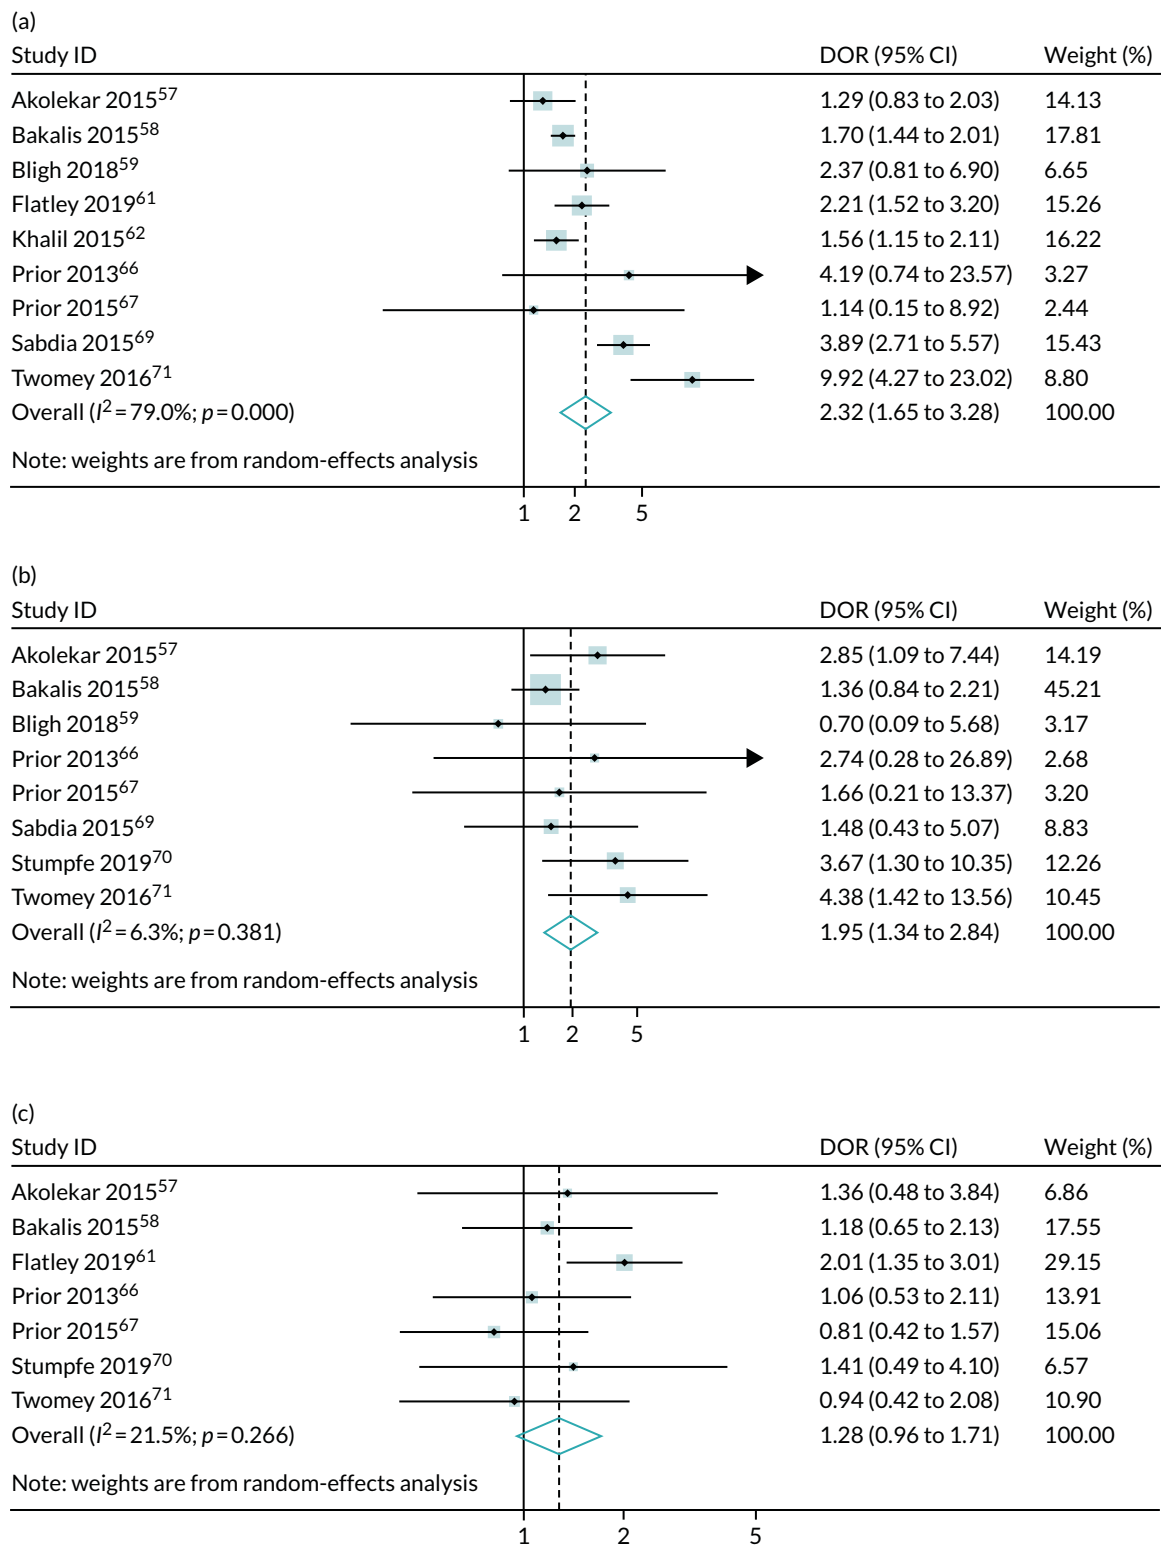 (a)
Study ID DOR (95% CI) Weight (%)
Akolekar 2015⁵⁷ 1.29 (0.83 to 2.03) 14.13
Bakalis 2015⁵⁸ 1.70 (1.44 to 2.01) 17.81
Bligh 2018⁵⁹ 2.37 (0.81 to 6.90) 6.65
Flatley 2019⁶¹ 2.21 (1.52 to 3.20) 15.26
Khalil 2015⁶² 1.56 (1.15 to 2.11) 16.22
Prior 2013⁶⁶ 4.19 (0.74 to 23.57) 3.27
Prior 2015⁶⁷ 1.14 (0.15 to 8.92) 2.44
Sabdia 2015⁶⁹ 3.89 (2.71 to 5.57) 15.43
Twomey 2016⁷¹ 9.92 (4.27 to 23.02) 8.80
Overall (I² = 79.0%; p = 0.000) 2.32 (1.65 to 3.28) 100.00
Note: weights are from random-effects analysis
1 2 5
(b)
Study ID DOR (95% CI) Weight (%)
Akolekar 2015⁵⁷ 2.85 (1.09 to 7.44) 14.19
Bakalis 2015⁵⁸ 1.36 (0.84 to 2.21) 45.21
Bligh 2018⁵⁹ 0.70 (0.09 to 5.68) 3.17
Prior 2013⁶⁶ 2.74 (0.28 to 26.89) 2.68
Prior 2015⁶⁷ 1.66 (0.21 to 13.37) 3.20
Sabdia 2015⁶⁹ 1.48 (0.43 to 5.07) 8.83
Stumpfe 2019⁷⁰ 3.67 (1.30 to 10.35) 12.26
Twomey 2016⁷¹ 4.38 (1.42 to 13.56) 10.45
Overall (I² = 6.3%; p = 0.381) 1.95 (1.34 to 2.84) 100.00
Note: weights are from random-effects analysis
1 2 5
(c)
Study ID DOR (95% CI) Weight (%)
Akolekar 2015⁵⁷ 1.36 (0.48 to 3.84) 6.86
Bakalis 2015⁵⁸ 1.18 (0.65 to 2.13) 17.55
Flatley 2019⁶¹ 2.01 (1.35 to 3.01) 29.15
Prior 2013⁶⁶ 1.06 (0.53 to 2.11) 13.91
Prior 2015⁶⁷ 0.81 (0.42 to 1.57) 15.06
Stumpfe 2019⁷⁰ 1.41 (0.49 to 4.10) 6.57
Twomey 2016⁷¹ 0.94 (0.42 to 2.08) 10.90
Overall (I² = 21.5%; p = 0.266) 1.28 (0.96 to 1.71) 100.00
Note: weights are from random-effects analysis
1 2 5